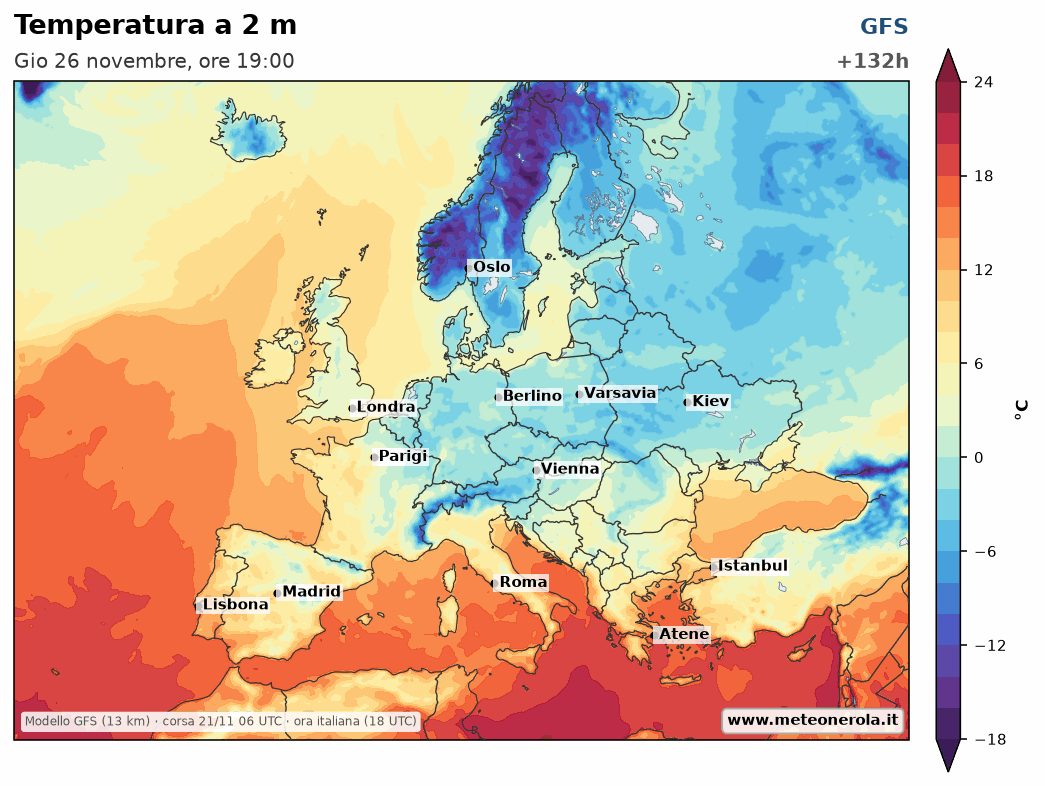 Temperatura a 2 m
GFS
Gio 26 novembre, ore 19:00
+132h
24
18
12
6
0
−6
−12
−18
°C
Oslo
Berlino
Varsavia
Kiev
Londra
Parigi
Vienna
Istanbul
Roma
Madrid
Lisbona
Atene
Modello GFS (13 km) · corsa 21/11 06 UTC · ora italiana (18 UTC)
www.meteonerola.it